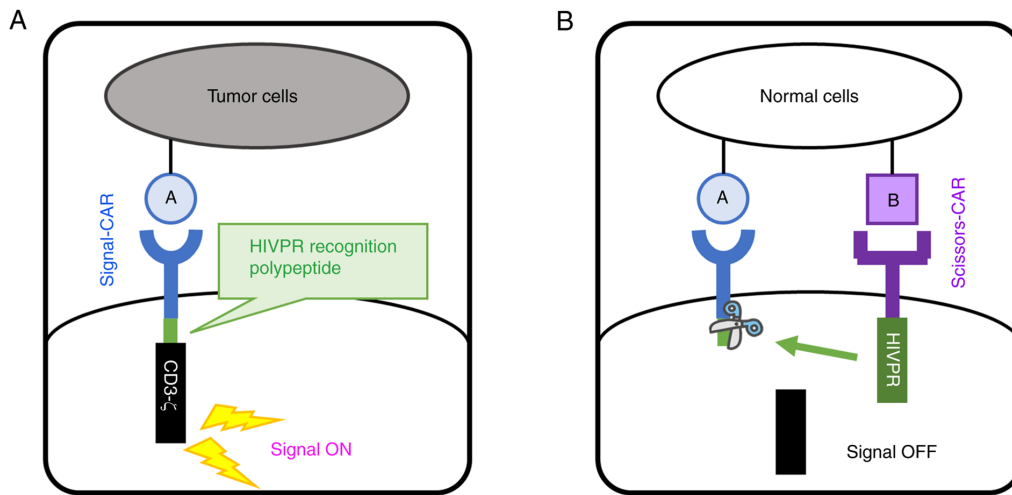 A
Tumor cells
A
Signal-CAR
HIVPR recognition
polypeptide
CD3-ζ
Signal ON
B
Normal cells
A
B
Scissors-CAR
HIVPR
Signal OFF